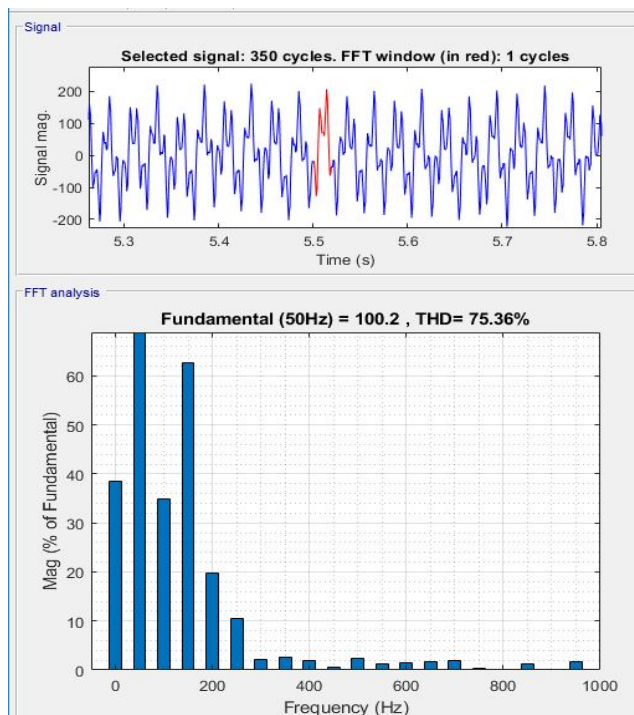 Signal
Selected signal: 350 cycles. FFT window (in red): 1 cycles
Signal mag.
200
100
0
-100
-200
5.3 5.4 5.5 5.6 5.7 5.8
Time (s)
FFT analysis
Fundamental (50Hz) = 100.2 , THD= 75.36%
Mag (% of Fundamental)
60
50
40
30
20
10
0
0 200 400 600 800 1000
Frequency (Hz)